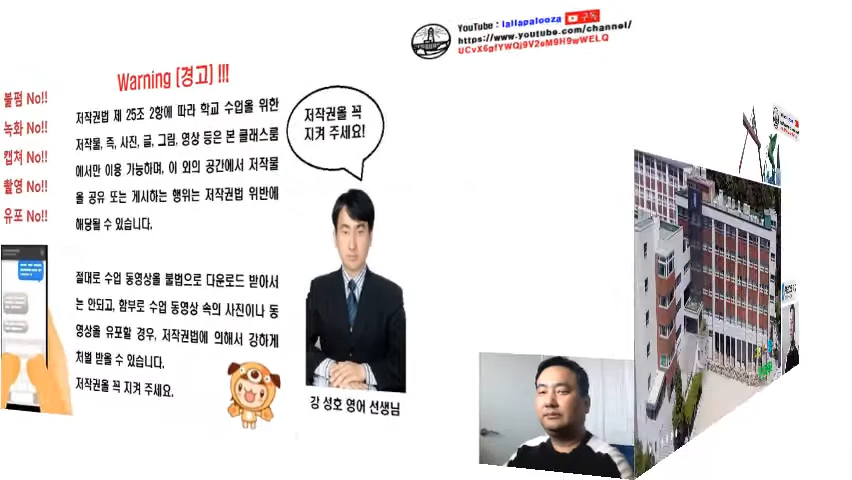 YouTube : lallapalooza 구독
https://www.youtube.com/channel/
UCvX6gfYWQj9V2eM9H9wWELQ
Warning (경고) !!!
불펌 No!!
녹화 No!!
캡쳐 No!!
촬영 No!!
유포 No!!
저작권법 제 25조 2항에 따라 학교 수업을 위한
저작물, 즉, 사진, 글, 그림, 영상 등은 본 클래스룸
에서만 이용 가능하며, 이 외의 공간에서 저작물
을 공유 또는 게시하는 행위는 저작권법 위반에
해당될 수 있습니다.
절대로 수업 동영상을 불법으로 다운로드 받아서
는 안되고, 함부로 수업 동영상 속의 사진이나 동
영상을 유포할 경우, 저작권법에 의해서 강하게
처벌 받을 수 있습니다.
저작권을 꼭 지켜 주세요.
저작권을 꼭
지켜 주세요!
강 성호 영어 선생님